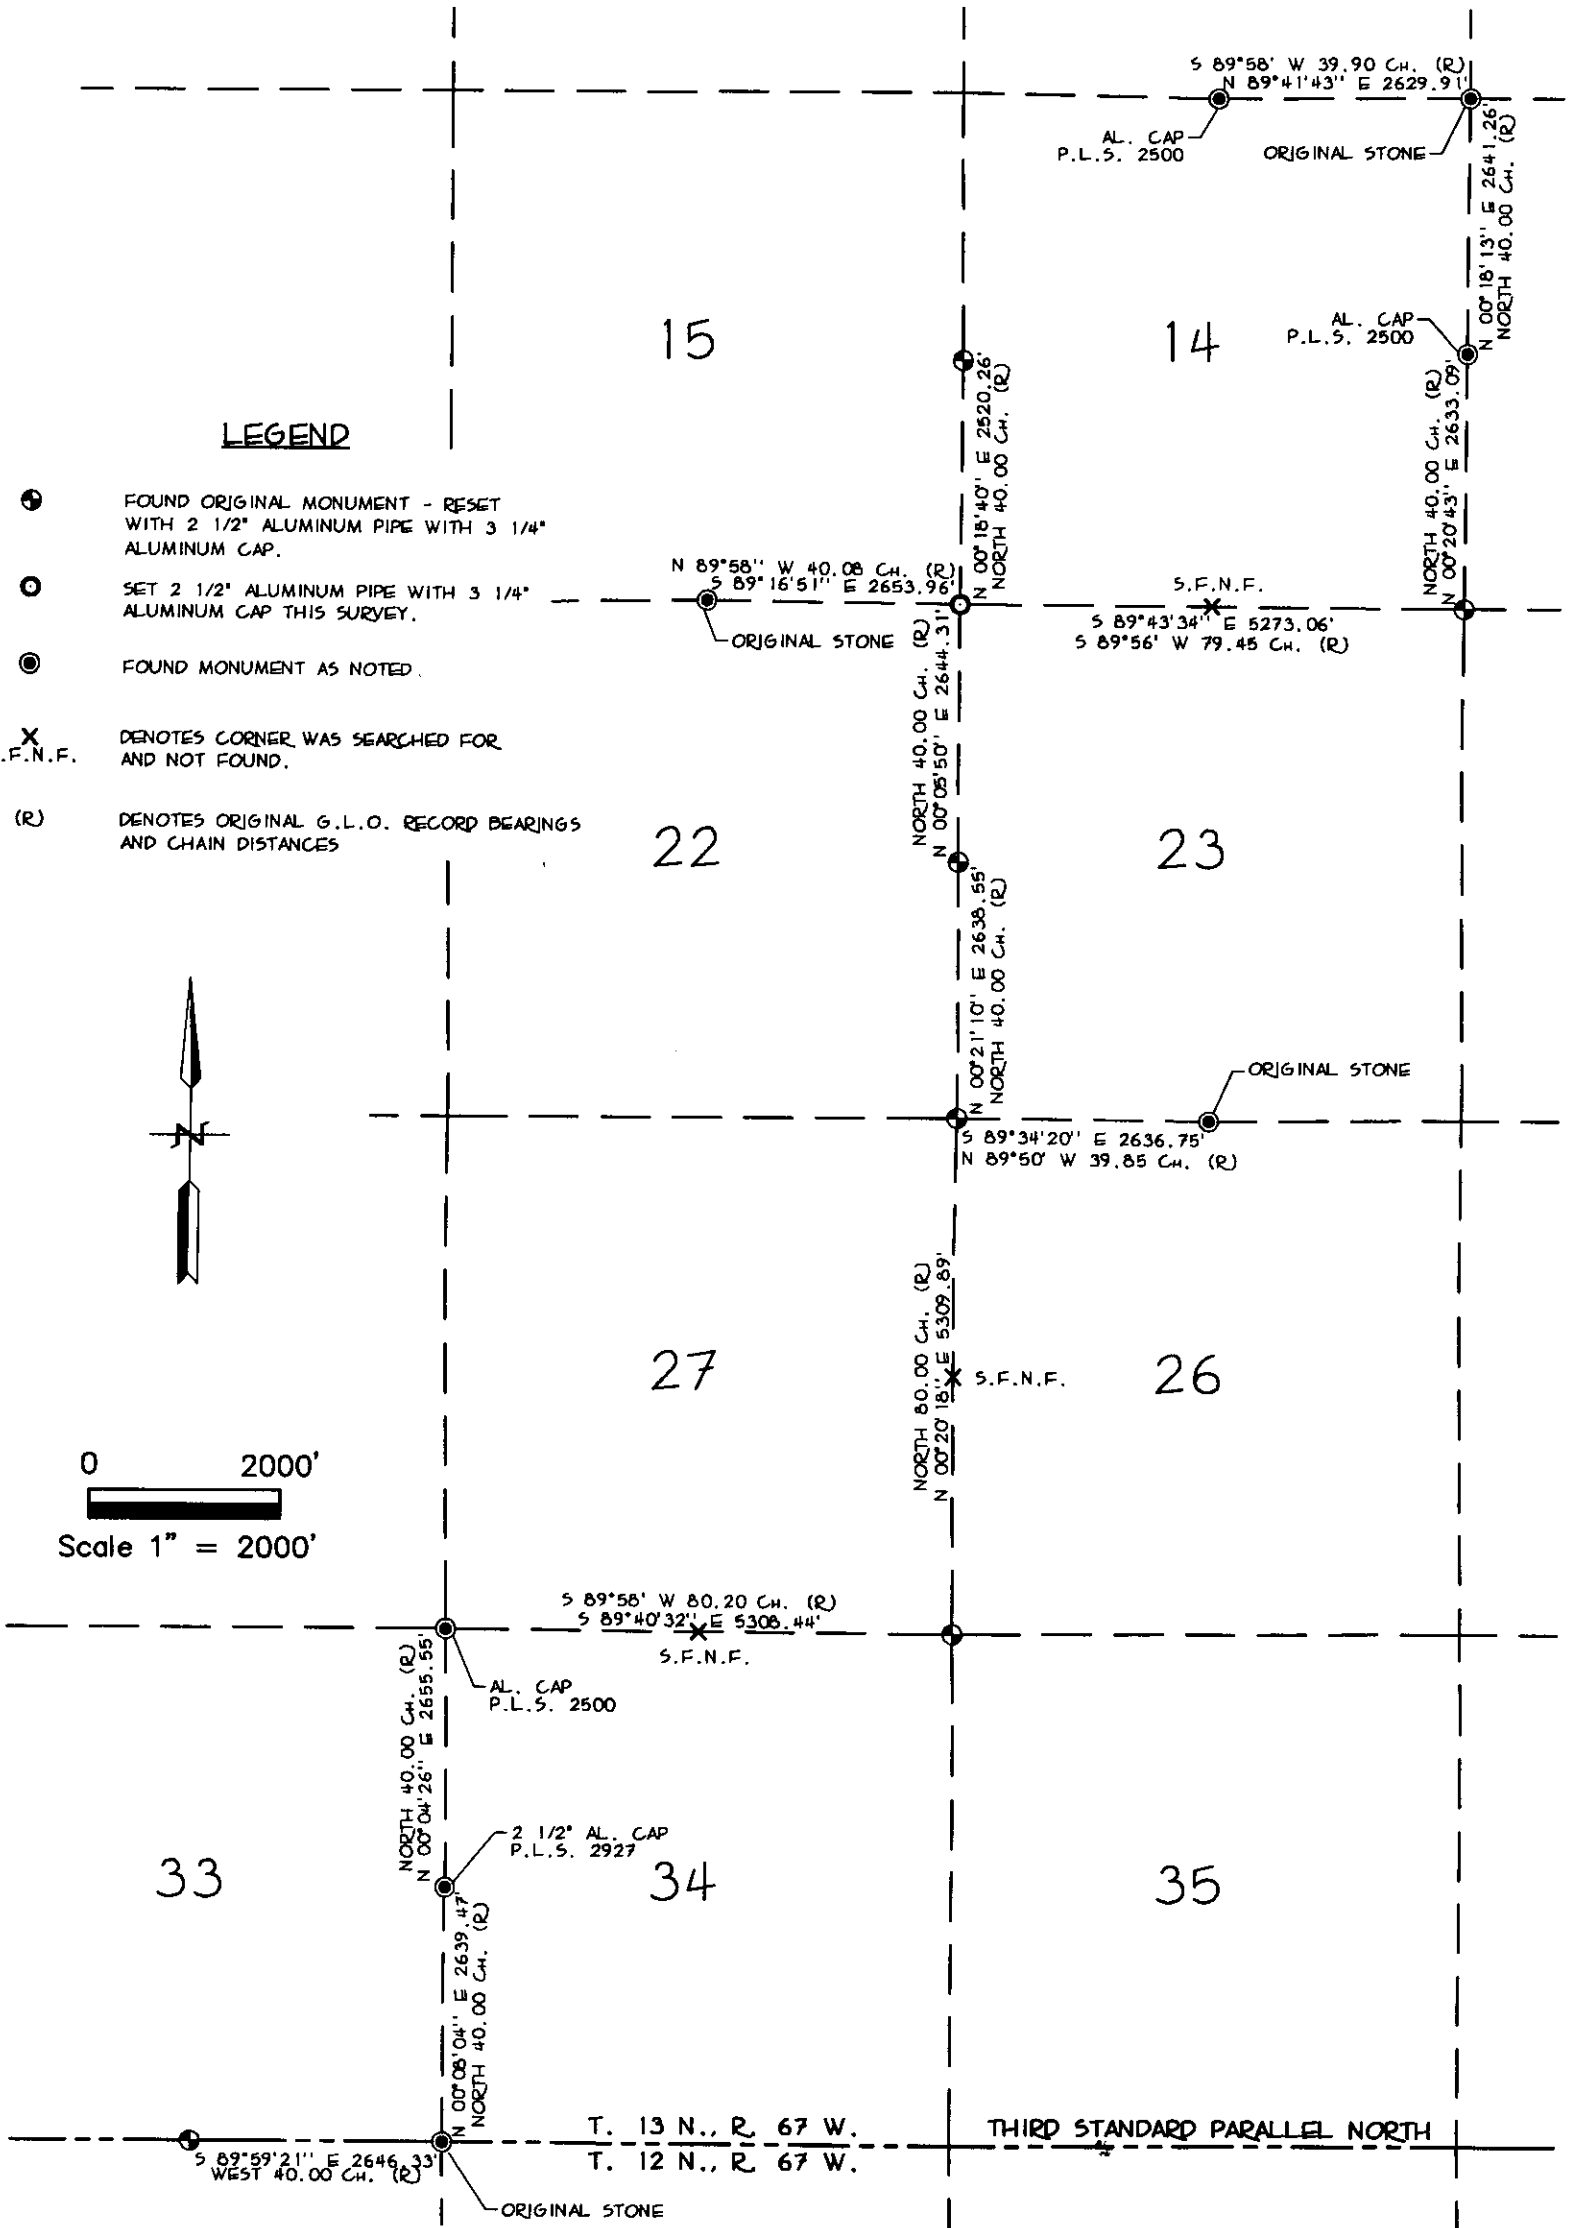 S 89°58' W 39.90 CH. (R)
N 89°41'43" E 2629.91'
AL. CAP
P.L.S. 2500
ORIGINAL STONE
N 00°18'13" E 2641.26'
NORTH 40.00 CH. (R)
15
14
AL. CAP
P.L.S. 2500
N 00°18'40" E 2520.26'
NORTH 40.00 CH. (R)
NORTH 40.00 CH. (R)
N 00°20'43" E 2633.09'
LEGEND
FOUND ORIGINAL MONUMENT - RESET
WITH 2 1/2" ALUMINUM PIPE WITH 3 1/4"
ALUMINUM CAP.
SET 2 1/2" ALUMINUM PIPE WITH 3 1/4"
ALUMINUM CAP THIS SURVEY.
FOUND MONUMENT AS NOTED.
X
.F.N.F.
DENOTES CORNER WAS SEARCHED FOR
AND NOT FOUND.
(R)
DENOTES ORIGINAL G.L.O. RECORD BEARINGS
AND CHAIN DISTANCES
N 89°58'' W 40.08 CH. (R)
S 89°16'51" E 2653.96'
ORIGINAL STONE
S.F.N.F.
S 89°43'34" E 5273.06'
S 89°56' W 79.45 CH. (R)
NORTH 40.00 CH. (R)
N 00°05'50" E 2644.31'
22
23
N 00°21'10" E 2638.55'
NORTH 40.00 CH. (R)
N
ORIGINAL STONE
S 89°34'20" E 2636.75'
N 89°50' W 39.85 CH. (R)
27
NORTH 80.00 CH. (R)
N 00°20'18" E 5309.89'
S.F.N.F.
26
0 2000'
Scale 1" = 2000'
S 89°58' W 80.20 CH. (R)
S 89°40'32" E 5308.44'
S.F.N.F.
AL. CAP
P.L.S. 2500
NORTH 40.00 CH. (R)
N 00°04'26" E 2655.55'
2 1/2" AL. CAP
P.L.S. 2927
33
34
35
N 00°08'04" E 2639.47'
NORTH 40.00 CH. (R)
T. 13 N., R. 67 W.
THIRD STANDARD PARALLEL NORTH
T. 12 N., R. 67 W.
S 89°59'21" E 2646.33'
WEST 40.00 CH. (R)
ORIGINAL STONE